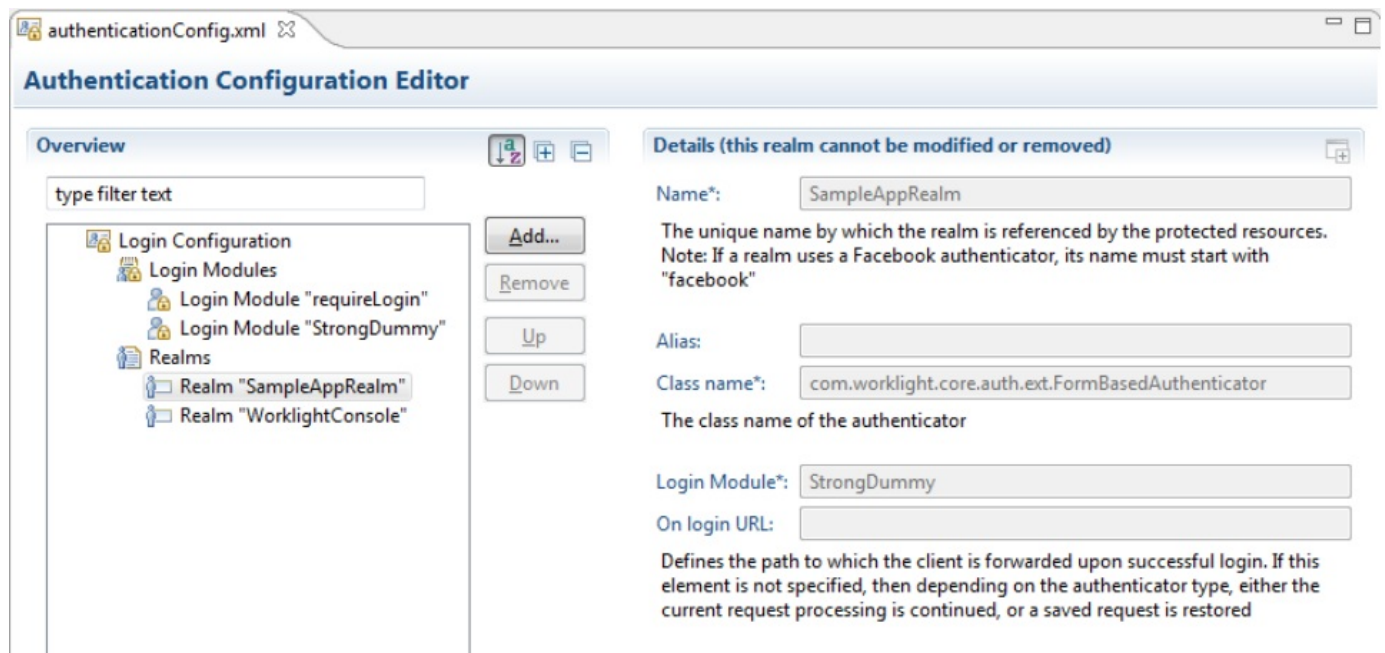 authenticationConfig.xml
Authentication Configuration Editor
Overview
type filter text
Login Configuration
Login Modules
Login Module "requireLogin"
Login Module "StrongDummy"
Realms
Realm "SampleAppRealm"
Realm "WorklightConsole"
Add...
Remove
Up
Down
Details (this realm cannot be modified or removed)
Name*: SampleAppRealm
The unique name by which the realm is referenced by the protected resources.
Note: If a realm uses a Facebook authenticator, its name must start with
"facebook"
Alias:
Class name*: com.worklight.core.auth.ext.FormBasedAuthenticator
The class name of the authenticator
Login Module*: StrongDummy
On login URL:
Defines the path to which the client is forwarded upon successful login. If this
element is not specified, then depending on the authenticator type, either the
current request processing is continued, or a saved request is restored